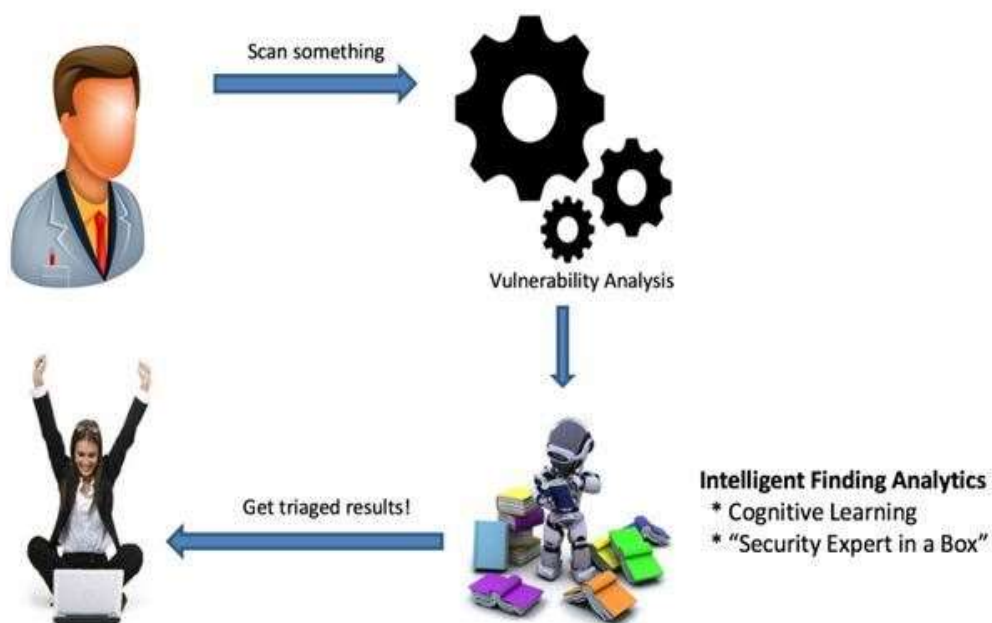 Scan something
Vulnerability Analysis
Intelligent Finding Analytics
* Cognitive Learning
* “Security Expert in a Box”
Get triaged results!